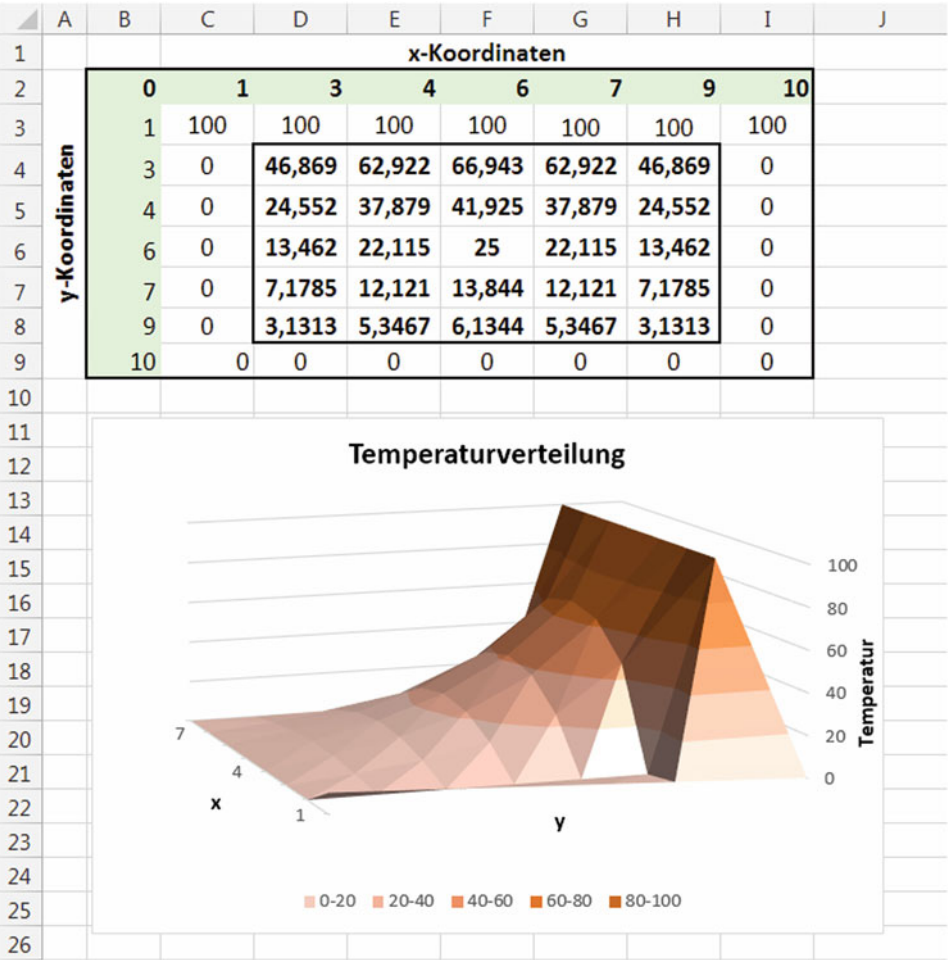 A B C D E F G H I J
1 x-Koordinaten
2 0 1 3 4 6 7 9 10
3 1 100 100 100 100 100 100 100
4 3 0 46,869 62,922 66,943 62,922 46,869 0
5 4 0 24,552 37,879 41,925 37,879 24,552 0
6 6 0 13,462 22,115 25 22,115 13,462 0
7 7 0 7,1785 12,121 13,844 12,121 7,1785 0
8 9 0 3,1313 5,3467 6,1344 5,3467 3,1313 0
9 10 0 0 0 0 0 0 0
y-Koordinaten
10
11
12
13
14
15
16
17
18
19
20
21
22
23
24
25
26
Temperaturverteilung
100
80
60
40
20
0
Temperatur
7
4
1
x
y
0-20 20-40 40-60 60-80 80-100